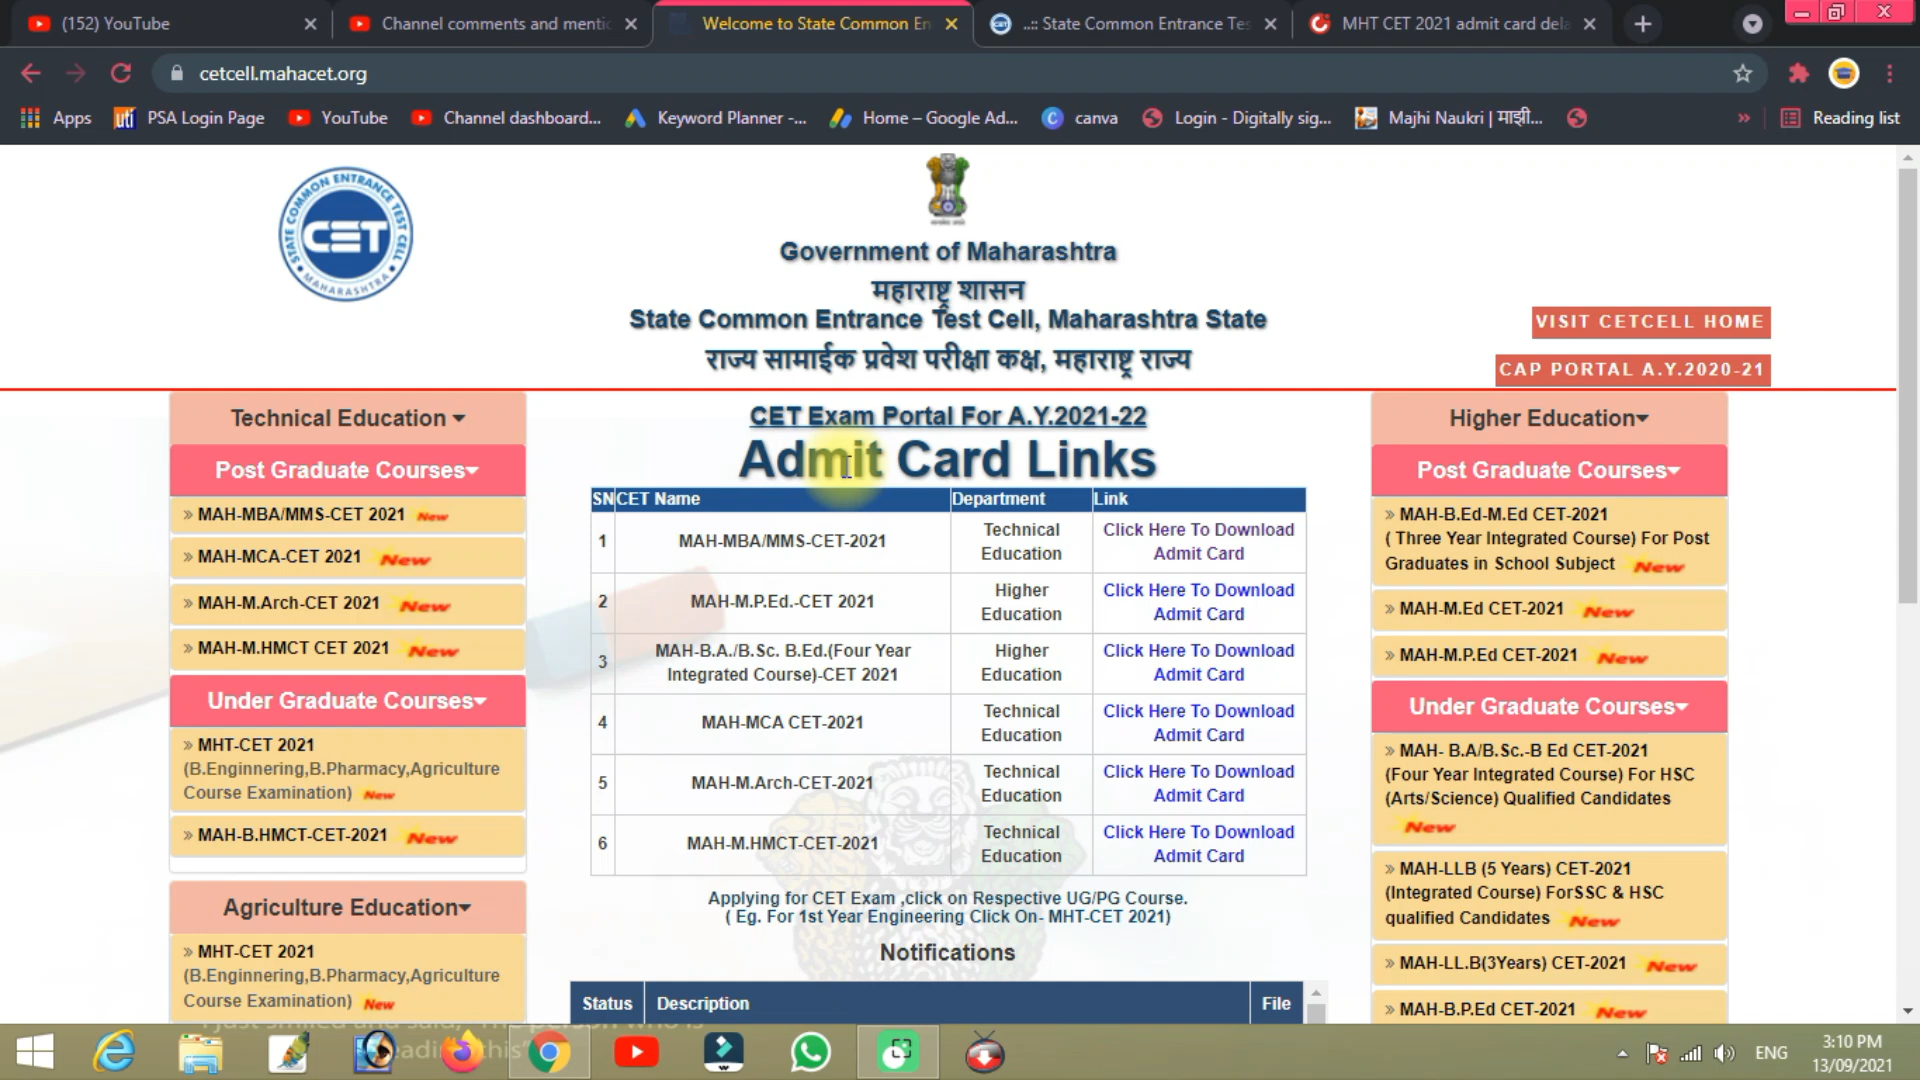 (152) YouTube
Channel comments and mentic
Welcome to State Common En
..:: State Common Entrance Tes
MHT CET 2021 admit card dela
cetcell.mahacet.org
Apps
uti PSA Login Page
YouTube
Channel dashboard...
Keyword Planner -...
Home – Google Ad...
canva
Login - Digitally sig...
Majhi Naukri | माझी...
»
Reading list
STATE COMMON ENTRANCE TEST CELL
CET
MAHARASHTRA
Government of Maharashtra
महाराष्ट्र शासन
State Common Entrance Test Cell, Maharashtra State
राज्य सामाईक प्रवेश परीक्षा कक्ष, महाराष्ट्र राज्य
VISIT CETCELL HOME
CAP PORTAL A.Y.2020-21
Technical Education
Post Graduate Courses
» MAH-MBA/MMS-CET 2021 New
» MAH-MCA-CET 2021 New
» MAH-M.Arch-CET 2021 New
» MAH-M.HMCT CET 2021 New
Under Graduate Courses
» MHT-CET 2021
(B.Enginnering,B.Pharmacy,Agriculture
Course Examination) New
» MAH-B.HMCT-CET-2021 New
Agriculture Education
» MHT-CET 2021
(B.Enginnering,B.Pharmacy,Agriculture
Course Examination) New
CET Exam Portal For A.Y.2021-22
Admit Card Links
SN CET Name Department Link
1 MAH-MBA/MMS-CET-2021 Technical Education Click Here To Download Admit Card
2 MAH-M.P.Ed.-CET 2021 Higher Education Click Here To Download Admit Card
3 MAH-B.A./B.Sc. B.Ed.(Four Year Integrated Course)-CET 2021 Higher Education Click Here To Download Admit Card
4 MAH-MCA CET-2021 Technical Education Click Here To Download Admit Card
5 MAH-M.Arch-CET-2021 Technical Education Click Here To Download Admit Card
6 MAH-M.HMCT-CET-2021 Technical Education Click Here To Download Admit Card
Applying for CET Exam ,click on Respective UG/PG Course.
( Eg. For 1st Year Engineering Click On- MHT-CET 2021)
Notifications
Status Description File
Higher Education
Post Graduate Courses
» MAH-B.Ed-M.Ed CET-2021
( Three Year Integrated Course) For Post
Graduates in School Subject New
» MAH-M.Ed CET-2021 New
» MAH-M.P.Ed CET-2021 New
Under Graduate Courses
» MAH- B.A/B.Sc.-B Ed CET-2021
(Four Year Integrated Course) For HSC
(Arts/Science) Qualified Candidates
New
» MAH-LLB (5 Years) CET-2021
(Integrated Course) ForSSC & HSC
qualified Candidates New
» MAH-LL.B(3Years) CET-2021 New
» MAH-B.P.Ed CET-2021 New
ENG
3:10 PM
13/09/2021